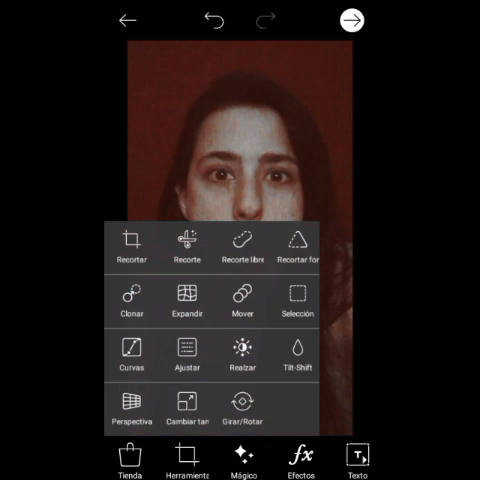 Recortar Recorte Recorte libre Recortar for
Clonar Expandir Mover Selección
Curvas Ajustar Realzar Tilt-Shift
Perspectiva Cambiar tan Girar/Rotar
fx T
Tienda Herramienta Mágico Efectos Texto